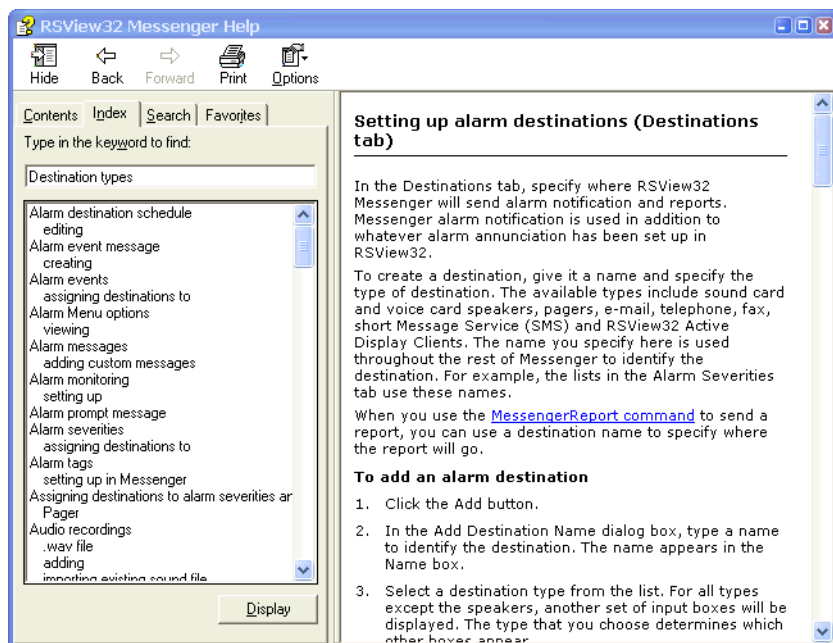 RSView32 Messenger Help
Hide Back Forward Print Options
Contents Index Search Favorites
Type in the keyword to find:
Destination types
Alarm destination schedule
editing
Alarm event message
creating
Alarm events
assigning destinations to
Alarm Menu options
viewing
Alarm messages
adding custom messages
Alarm monitoring
setting up
Alarm prompt message
Alarm severities
assigning destinations to
Alarm tags
setting up in Messenger
Assigning destinations to alarm severities ar
Pager
Audio recordings
.wav file
adding
importing existing sound file
Display
Setting up alarm destinations (Destinations
tab)
In the Destinations tab, specify where RSView32
Messenger will send alarm notification and reports.
Messenger alarm notification is used in addition to
whatever alarm annunciation has been set up in
RSView32.
To create a destination, give it a name and specify the
type of destination. The available types include sound card
and voice card speakers, pagers, e-mail, telephone, fax,
short Message Service (SMS) and RSView32 Active
Display Clients. The name you specify here is used
throughout the rest of Messenger to identify the
destination. For example, the lists in the Alarm Severities
tab use these names.
When you use the MessengerReport command to send a
report, you can use a destination name to specify where
the report will go.
To add an alarm destination
1. Click the Add button.
2. In the Add Destination Name dialog box, type a name
to identify the destination. The name appears in the
Name box.
3. Select a destination type from the list. For all types
except the speakers, another set of input boxes will be
displayed. The type that you choose determines which
other boxes appear.